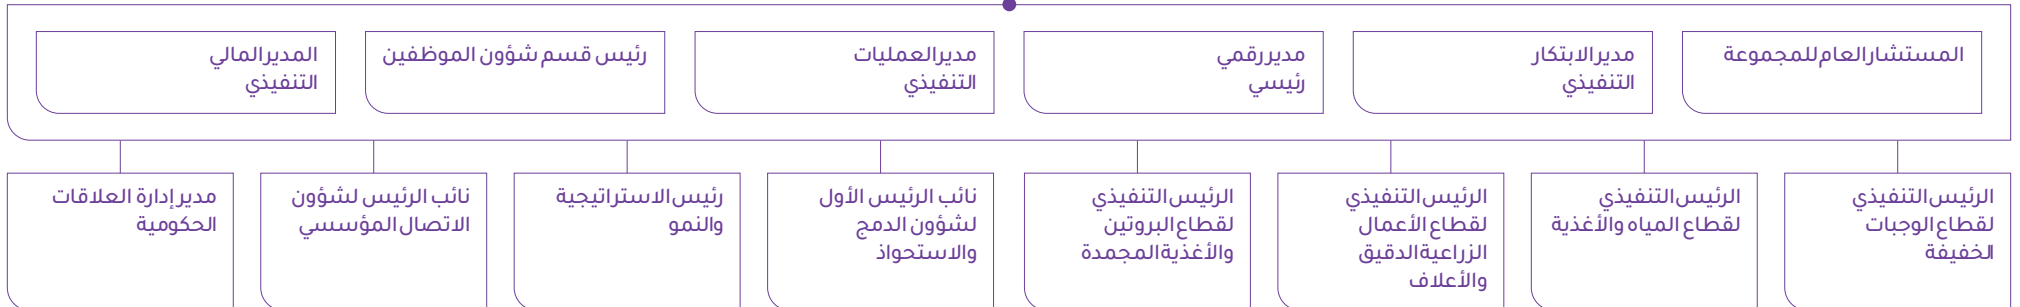 المستشار العام للمجموعة
مدير الابتكار
التنفيذي
مدير رقمي
رئيسي
مدير العمليات
التنفيذي
رئيس قسم شؤون الموظفين
المدير المالي
التنفيذي
الرئيس التنفيذي
لقطاع الوجبات
الخفيفة
الرئيس التنفيذي
لقطاع المياه والأغذية
الرئيس التنفيذي
لقطاع الأعمال
الزراعية الدقيق
والأعلاف
الرئيس التنفيذي
لقطاع البروتين
والأغذية المجمدة
نائب الرئيس الأول
لشؤون الدمج
والاستحواذ
رئيس الاستراتيجية
والنمو
نائب الرئيس لشؤون
الاتصال المؤسسي
مدير إدارة العلاقات
الحكومية